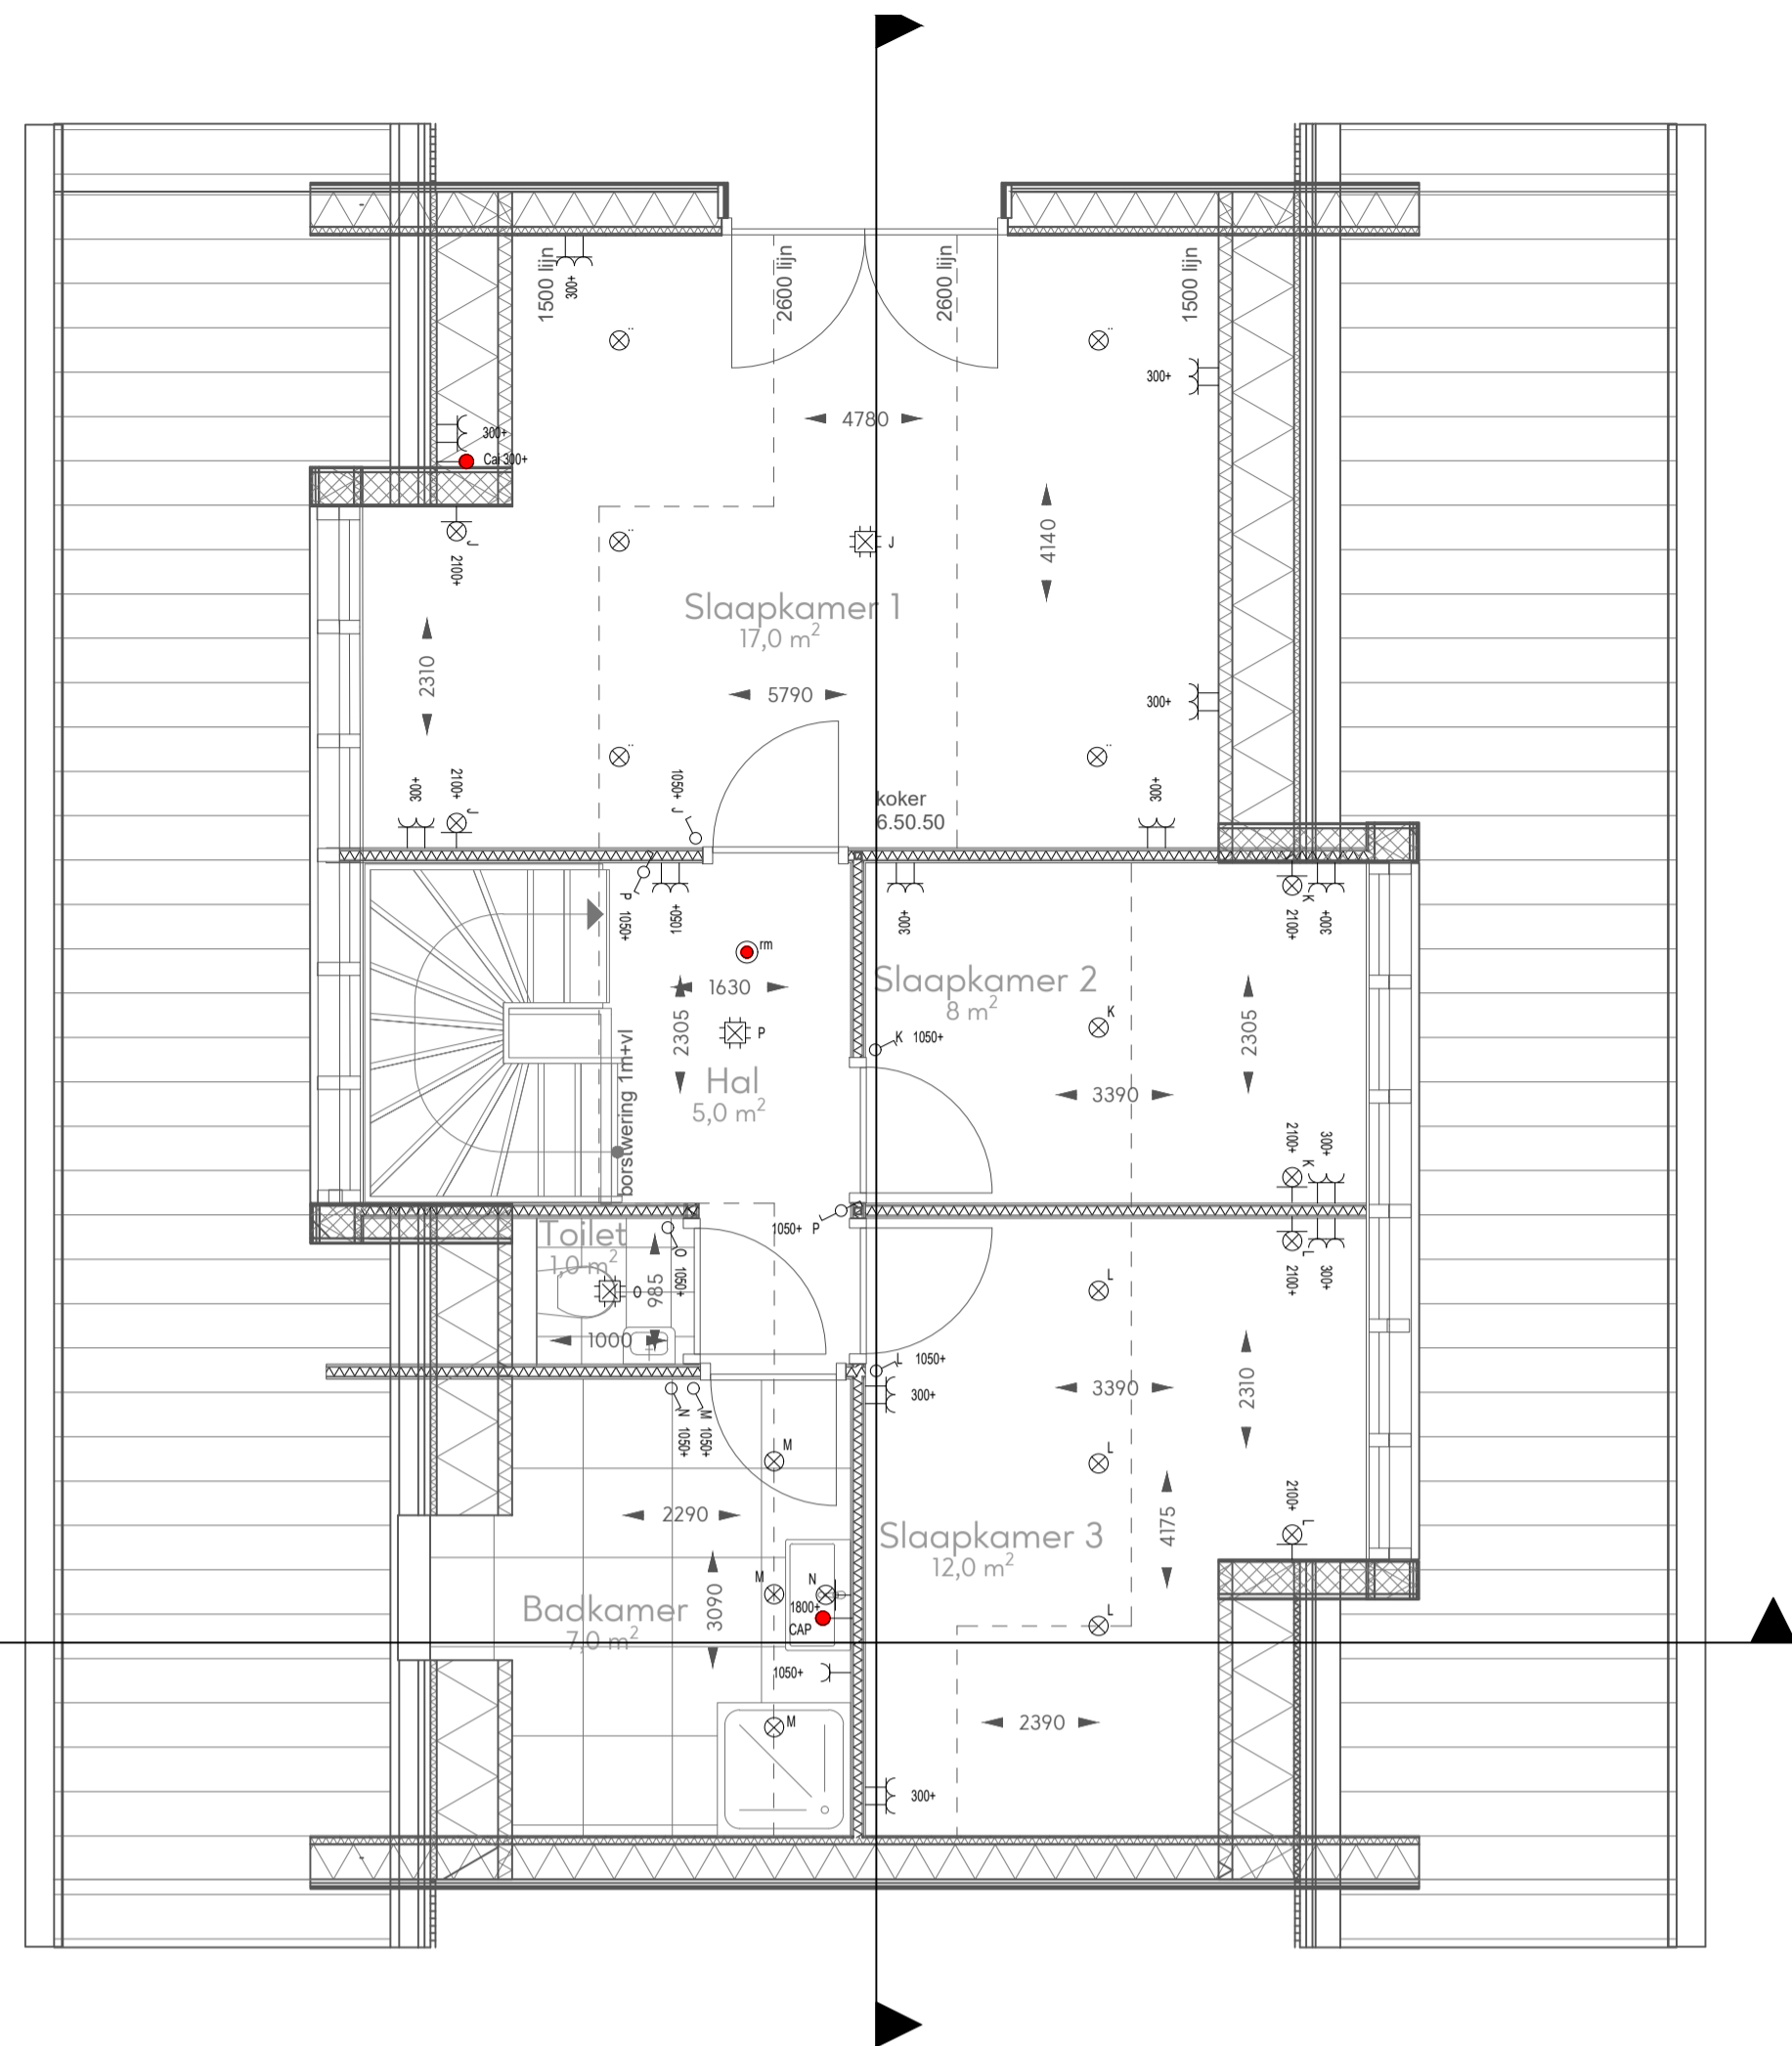 1500 lijn
300+
2600 lijn
2600 lijn
1500 lijn
300+
4780
300+
Cai 300+
J
2100+
J
4140
Slaapkamer 1
17,0 m²
2310
5790
300+
300+
2100+
J
1050+ J
koker
6.50.50
300+
P 1050+
1050+
300+
K
2100+
300+
rm
1630
Slaapkamer 2
8 m²
2305
P
K 1050+
K
2305
Hal
5,0 m²
borstwering 1m+vl
3390
2100+
K
300+
1050+ P
Toilet
1,0 m²
O 1050+
O
985
1000
L
L
2100+
300+
L 1050+
300+
3390
2310
N 1050+
M 1050+
M
L
2290
2100+
L
4175
Slaapkamer 3
12,0 m²
M
N
1800+
CAP
Badkamer
7,0 m²
3090
L
1050+
M
2390
300+